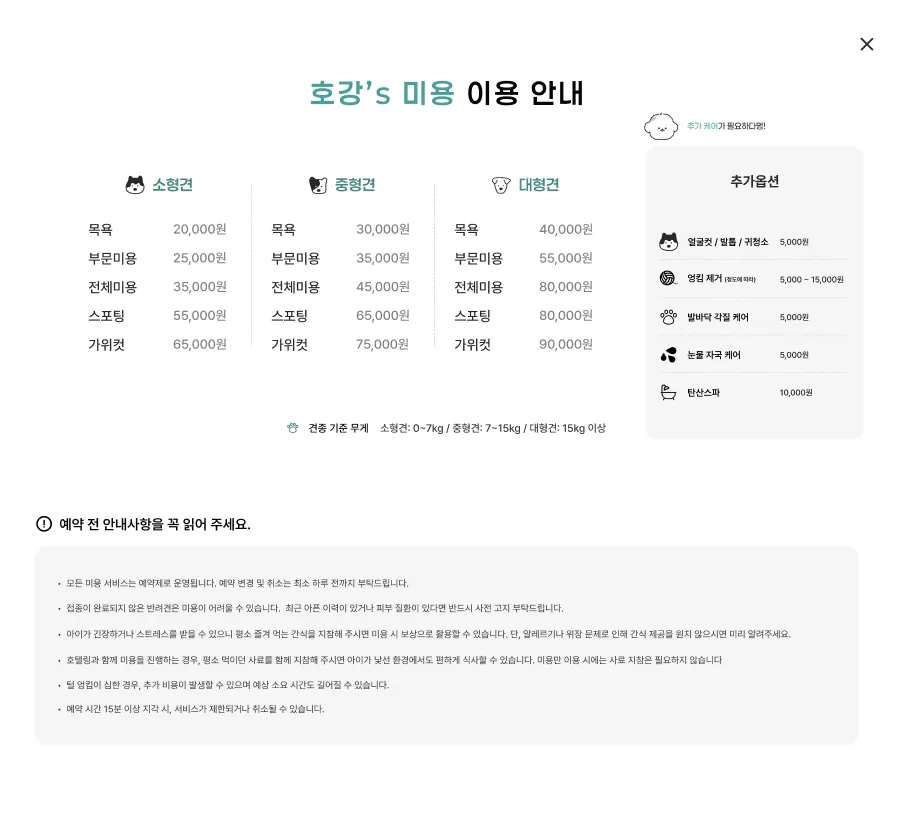 호강’s 미용 이용 안내
추가 케어가 필요하다멍!
소형견
목욕 20,000원
부문미용 25,000원
전체미용 35,000원
스포팅 55,000원
가위컷 65,000원
중형견
목욕 30,000원
부문미용 35,000원
전체미용 45,000원
스포팅 65,000원
가위컷 75,000원
대형견
목욕 40,000원
부문미용 55,000원
전체미용 80,000원
스포팅 80,000원
가위컷 90,000원
견종 기준 무게 소형견: 0~7kg / 중형견: 7~15kg / 대형견: 15kg 이상
추가옵션
얼굴컷 / 발톱 / 귀청소 5,000원
엉킴 제거 (정도에 따라) 5,000 ~ 15,000원
발바닥 각질 케어 5,000원
눈물 자국 케어 5,000원
탄산스파 10,000원
예약 전 안내사항을 꼭 읽어 주세요.
• 모든 미용 서비스는 예약제로 운영됩니다. 예약 변경 및 취소는 최소 하루 전까지 부탁드립니다.
• 접종이 완료되지 않은 반려견은 미용이 어려울 수 있습니다. 최근 아픈 이력이 있거나 피부 질환이 있다면 반드시 사전 고지 부탁드립니다.
• 아이가 긴장하거나 스트레스를 받을 수 있으니 평소 즐겨 먹는 간식을 지참해 주시면 미용 시 보상으로 활용할 수 있습니다. 단, 알레르기나 위장 문제로 인해 간식 제공을 원치 않으시면 미리 알려주세요.
• 호텔링과 함께 미용을 진행하는 경우, 평소 먹이던 사료를 함께 지참해 주시면 아이가 낯선 환경에서도 편하게 식사할 수 있습니다. 미용만 이용 시에는 사료 지참은 필요하지 않습니다
• 털 엉킴이 심한 경우, 추가 비용이 발생할 수 있으며 예상 소요 시간도 길어질 수 있습니다.
• 예약 시간 15분 이상 지각 시, 서비스가 제한되거나 취소될 수 있습니다.